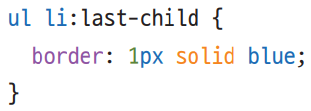 ul li:last-child {
  border: 1px solid blue;
}